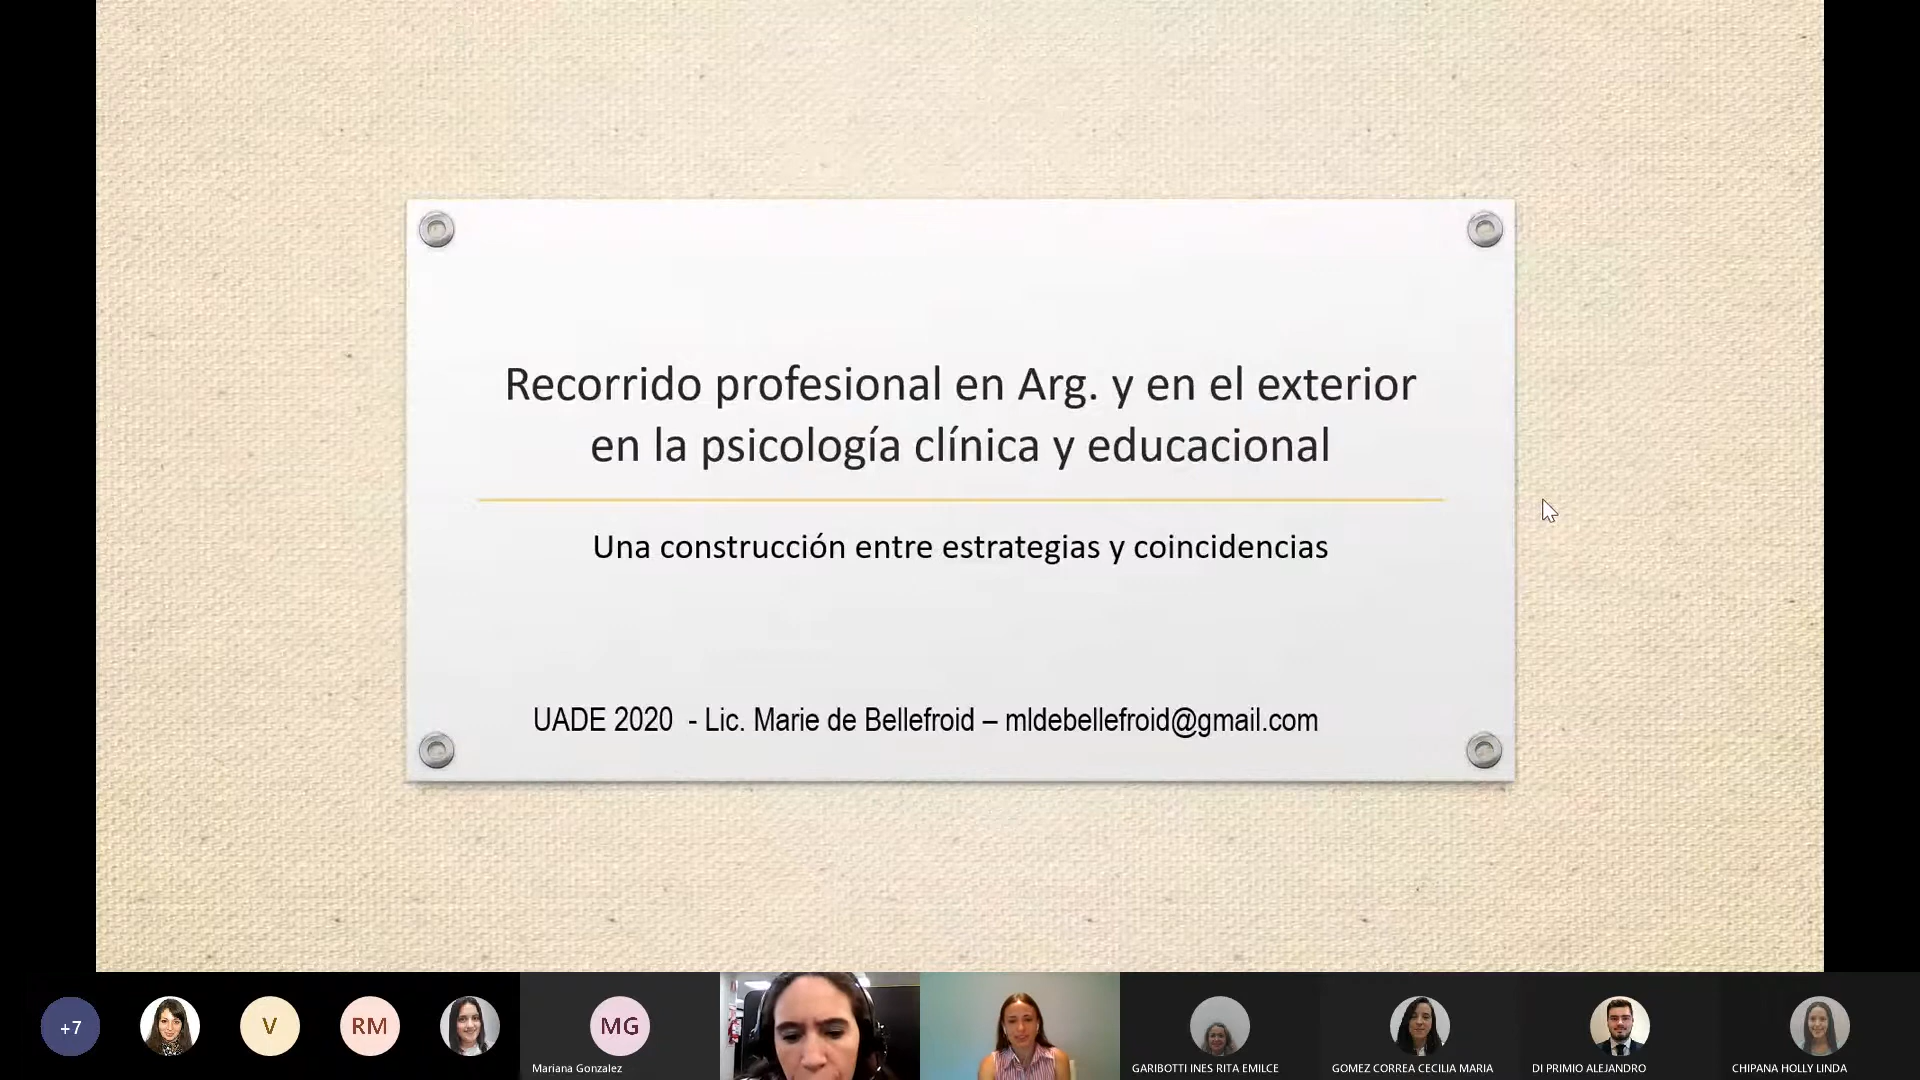 Recorrido profesional en Arg. y en el exterior
en la psicología clínica y educacional
Una construcción entre estrategias y coincidencias
UADE 2020 - Lic. Marie de Bellefroid – mldebellefroid@gmail.com
+7
V
RM
MG
Mariana Gonzalez
GARIBOTTI INES RITA EMILCE
GOMEZ CORREA CECILIA MARIA
DI PRIMIO ALEJANDRO
CHIPANA HOLLY LINDA